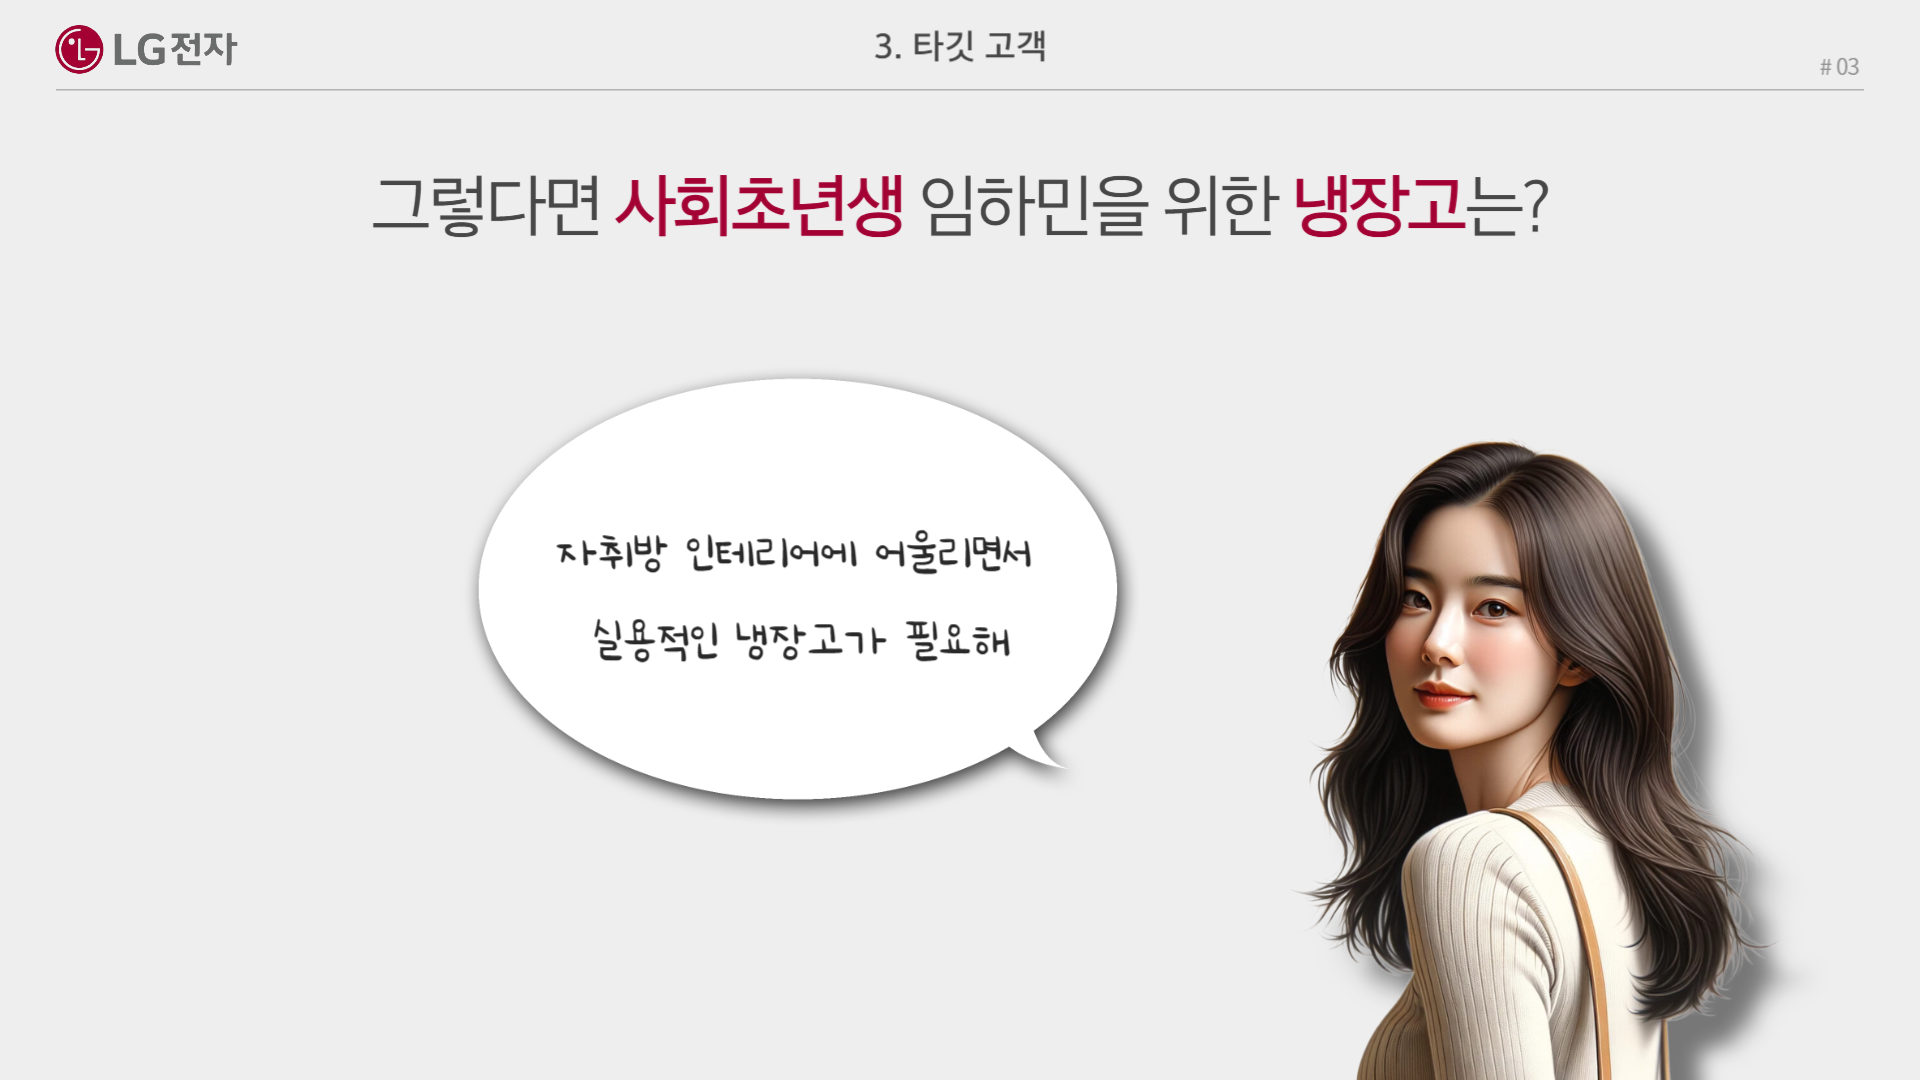 LG전자
3. 타깃 고객
# 03
그렇다면 사회초년생 임하민을 위한 냉장고는?
자취방 인테리어에 어울리면서
실용적인 냉장고가 필요해